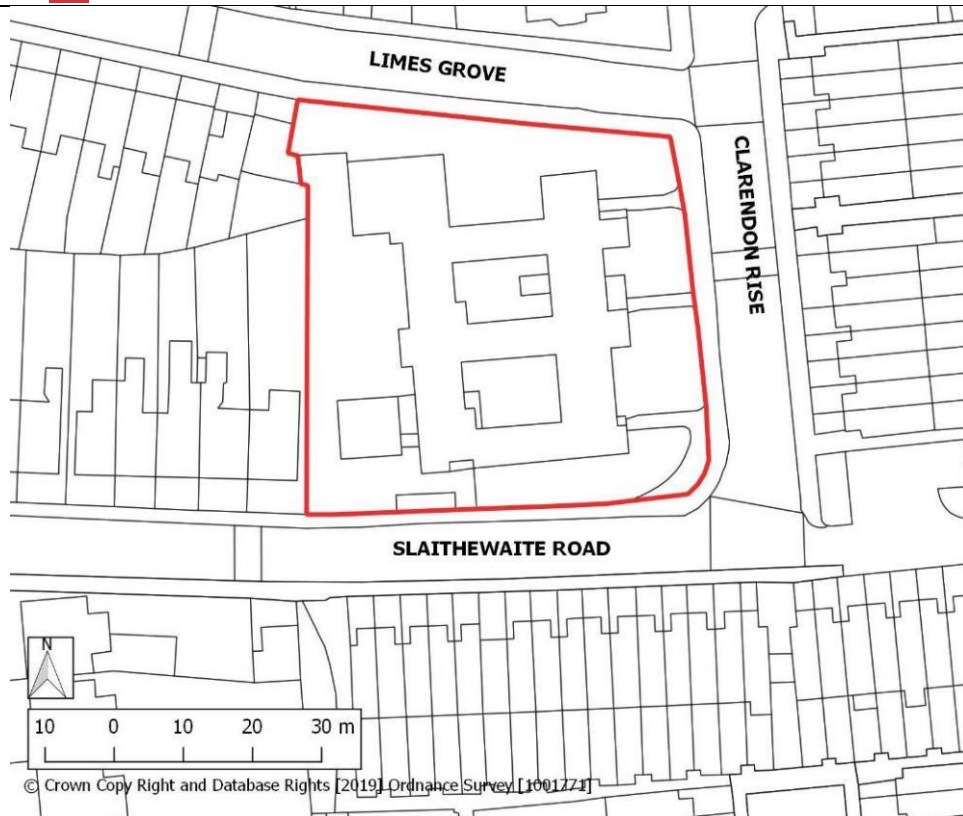 LIMES GROVE
CLARENDON RISE
SLAITHEWAITE ROAD
N
10 0 10 20 30 m
© Crown Copy Right and Database Rights [2019] Ordnance Survey [1001771]